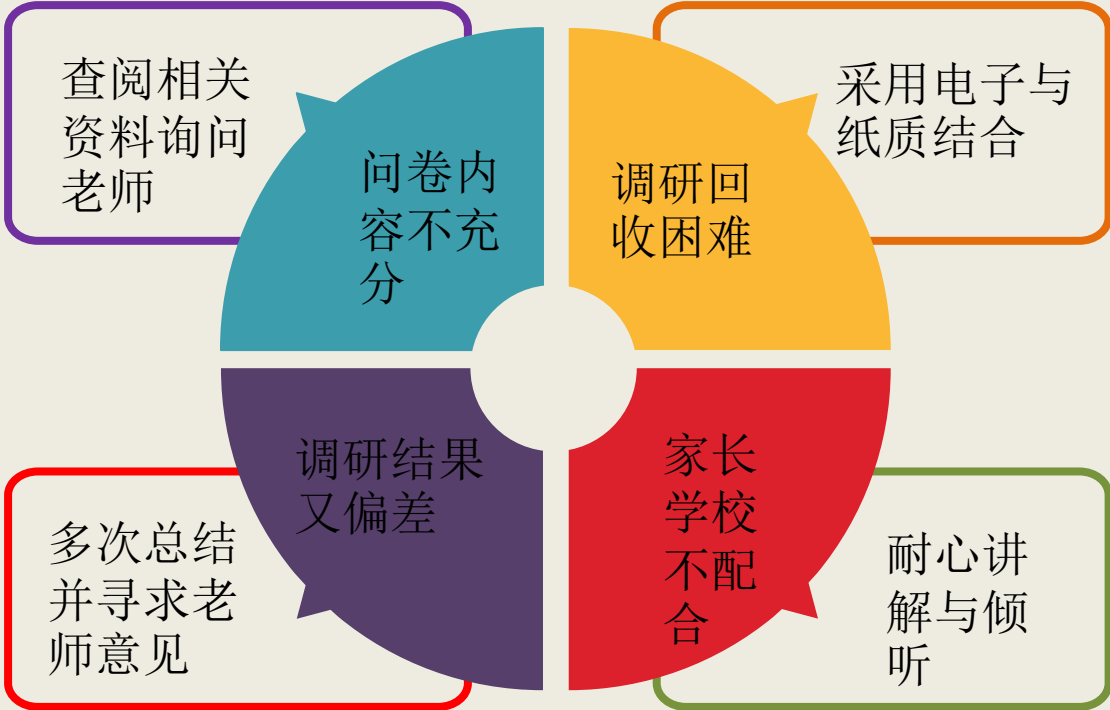 查阅相关
资料询问
老师
问卷内
容不充
分
调研回
收困难
采用电子与
纸质结合
多次总结
并寻求老
师意见
调研结果
又偏差
家长
学校
不配
合
耐心讲
解与倾
听